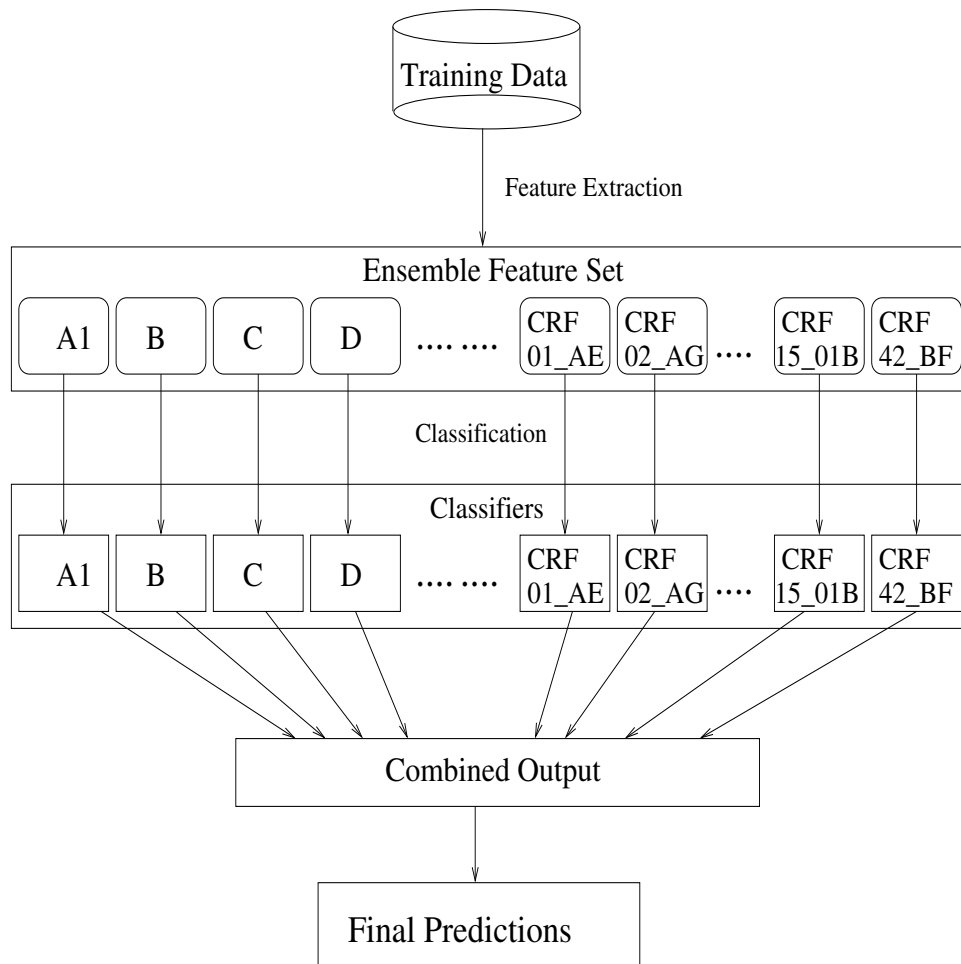 Training Data
Feature Extraction
Ensemble Feature Set
A1 B C D .... .... CRF 01_AE CRF 02_AG .... CRF 15_01B CRF 42_BF
Classification
Classifiers
A1 B C D .... .... CRF 01_AE CRF 02_AG .... CRF 15_01B CRF 42_BF
Combined Output
Final Predictions